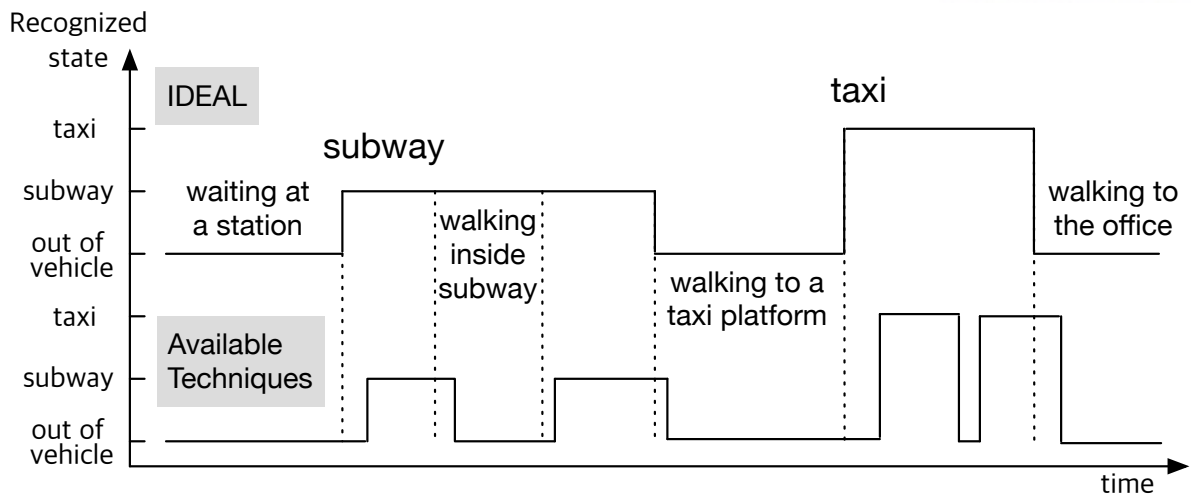 Recognized
state
IDEAL
taxi
taxi
subway
subway
waiting at
a station
walking
inside
subway
walking to
the office
out of
vehicle
walking to a
taxi platform
taxi
Available
Techniques
subway
out of
vehicle
time